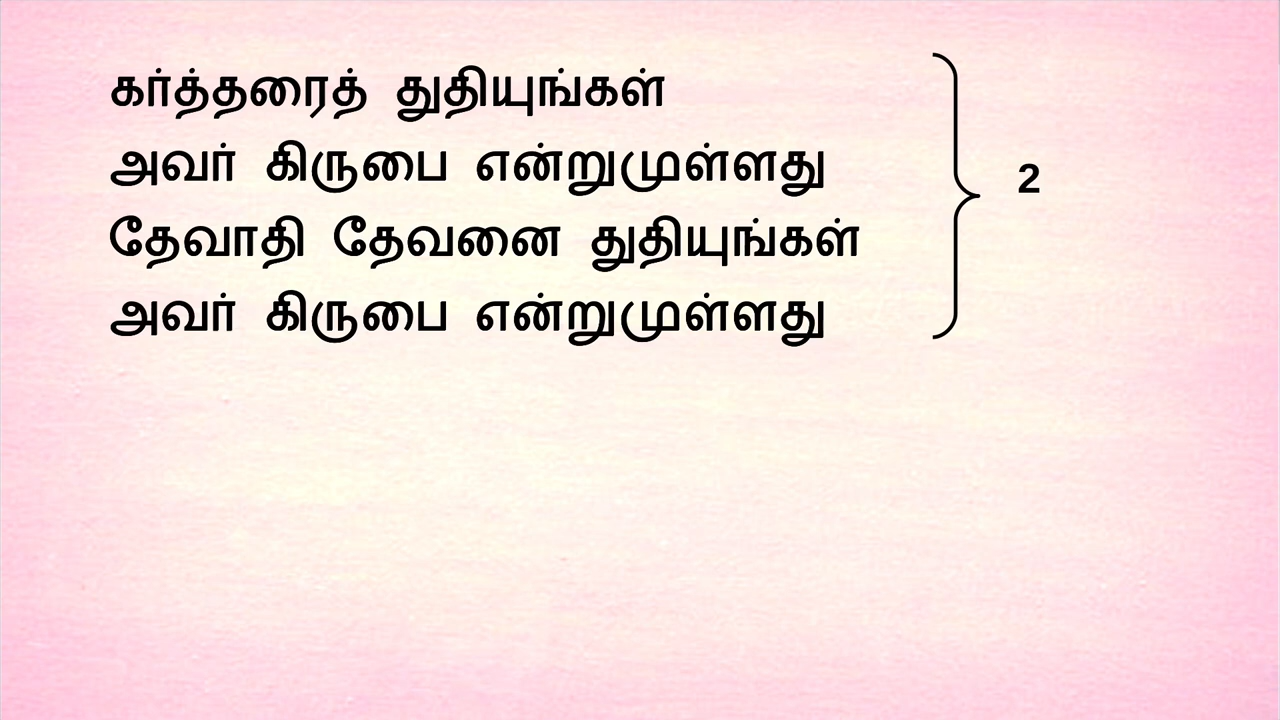 கர்த்தரைத் துதியுங்கள்
அவர் கிருபை என்றுமுள்ளது
தேவாதி தேவனை துதியுங்கள்
அவர் கிருபை என்றுமுள்ளது
2